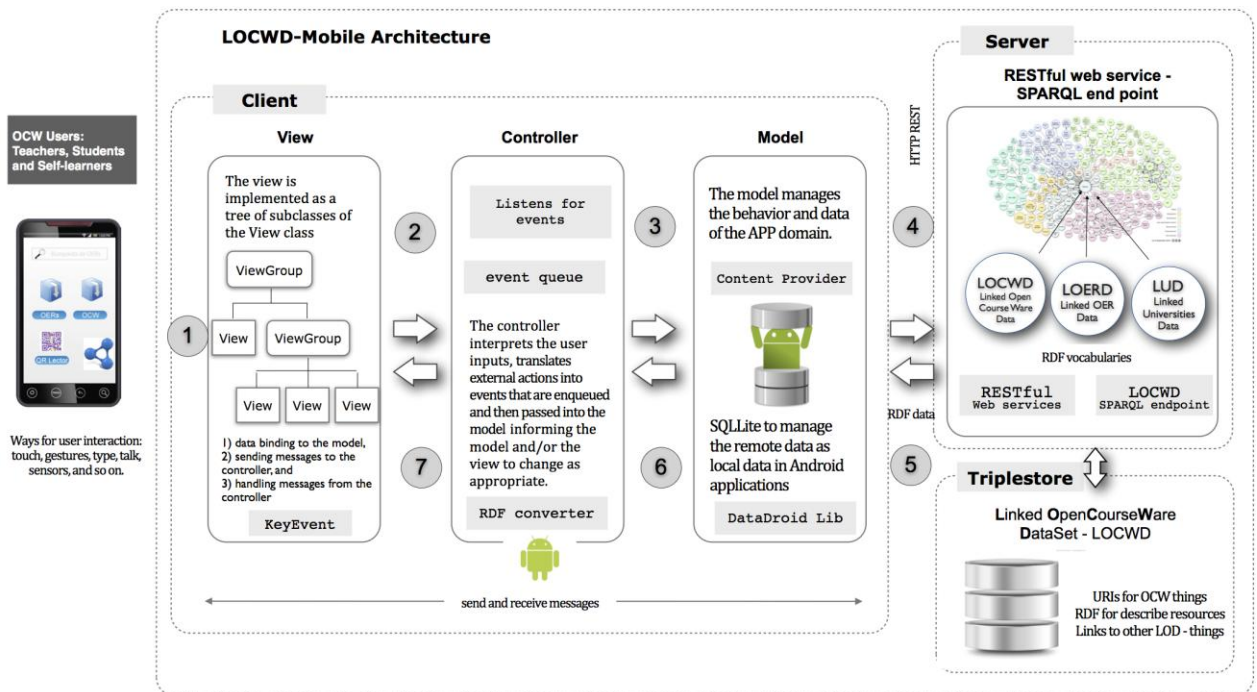 LOCWD-Mobile Architecture
OCW Users:
Teachers, Students
and Self-learners
OERs
OCW
QR Lector
Ways for user interaction:
touch, gestures, type, talk,
sensors, and so on.
Client
View
The view is
implemented as a
tree of subclasses of
the View class
ViewGroup
View
ViewGroup
View
View
View
1) data binding to the model,
2) sending messages to the
controller, and
3) handling messages from the
controller
KeyEvent
1
2
7
Controller
Listens for
events
event queue
The controller
interprets the user
inputs, translates
external actions into
events that are enqueued
and then passed into the
model informing the
model and/or the
view to change as
appropriate.
RDF converter
3
6
Model
The model manages
the behavior and data
of the APP domain.
Content Provider
SQLLite to manage
the remote data as
local data in Android
applications
DataDroid Lib
send and receive messages
HTTP REST
4
RDF data
5
Server
RESTful web service -
SPARQL end point
LOCWD
Linked Open
Course Ware
Data
LOERD
Linked OER
Data
LUD
Linked
Universities
Data
RDF vocabularies
RESTful
Web services
LOCWD
SPARQL endpoint
Triplestore
Linked OpenCourseWare
DataSet - LOCWD
URIs for OCW things
RDF for describe resources
Links to other LOD - things